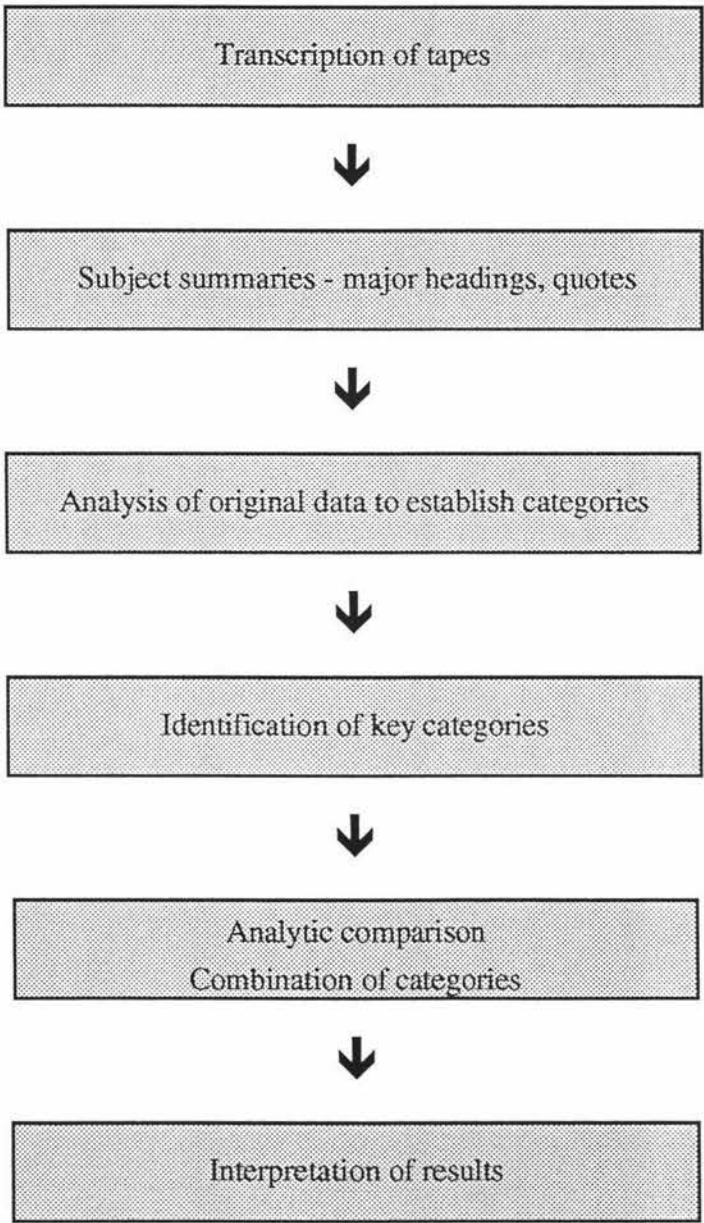 Transcription of tapes
Subject summaries - major headings, quotes
Analysis of original data to establish categories
Identification of key categories
Analytic comparison
Combination of categories
Interpretation of results